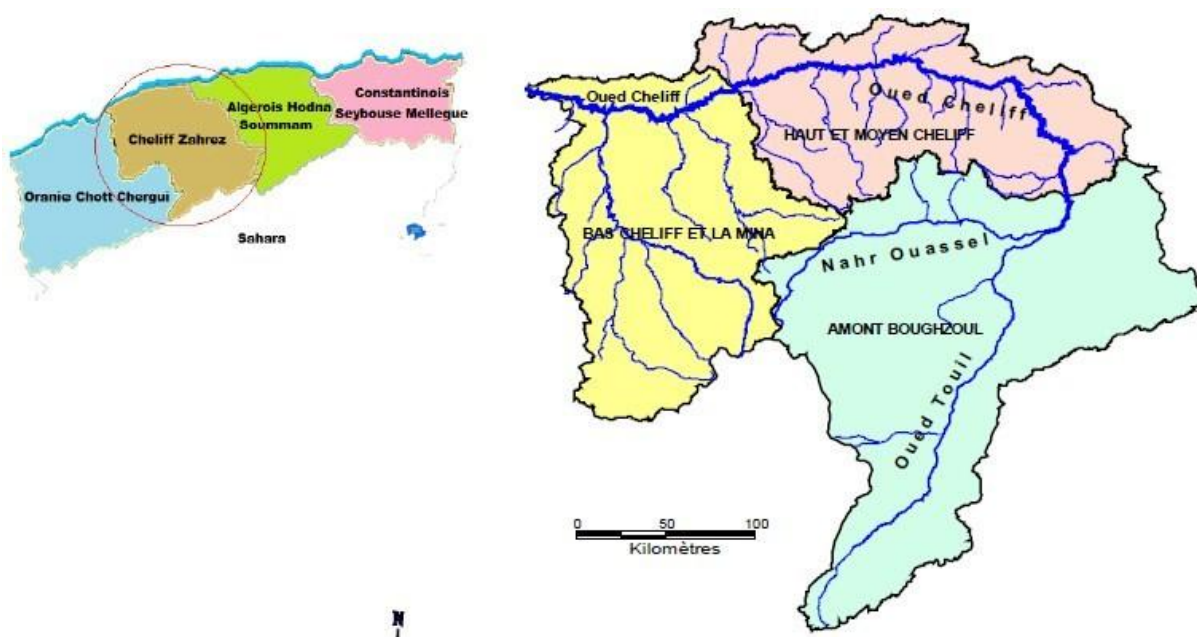 Constantinois
Seybouse Mellegue
Algerois Hodna
Soummam
Cheliff Zahrez
Oranie Chott Chergui
Sahara
Oued Cheliff
Oued Cheliff
HAUT ET MOYEN CHELIFF
BAS CHELIFF ET LA MINA
Nahr Ouassel
AMONT BOUGHZOUL
Oued Touil
0 50 100
Kilomètres
N